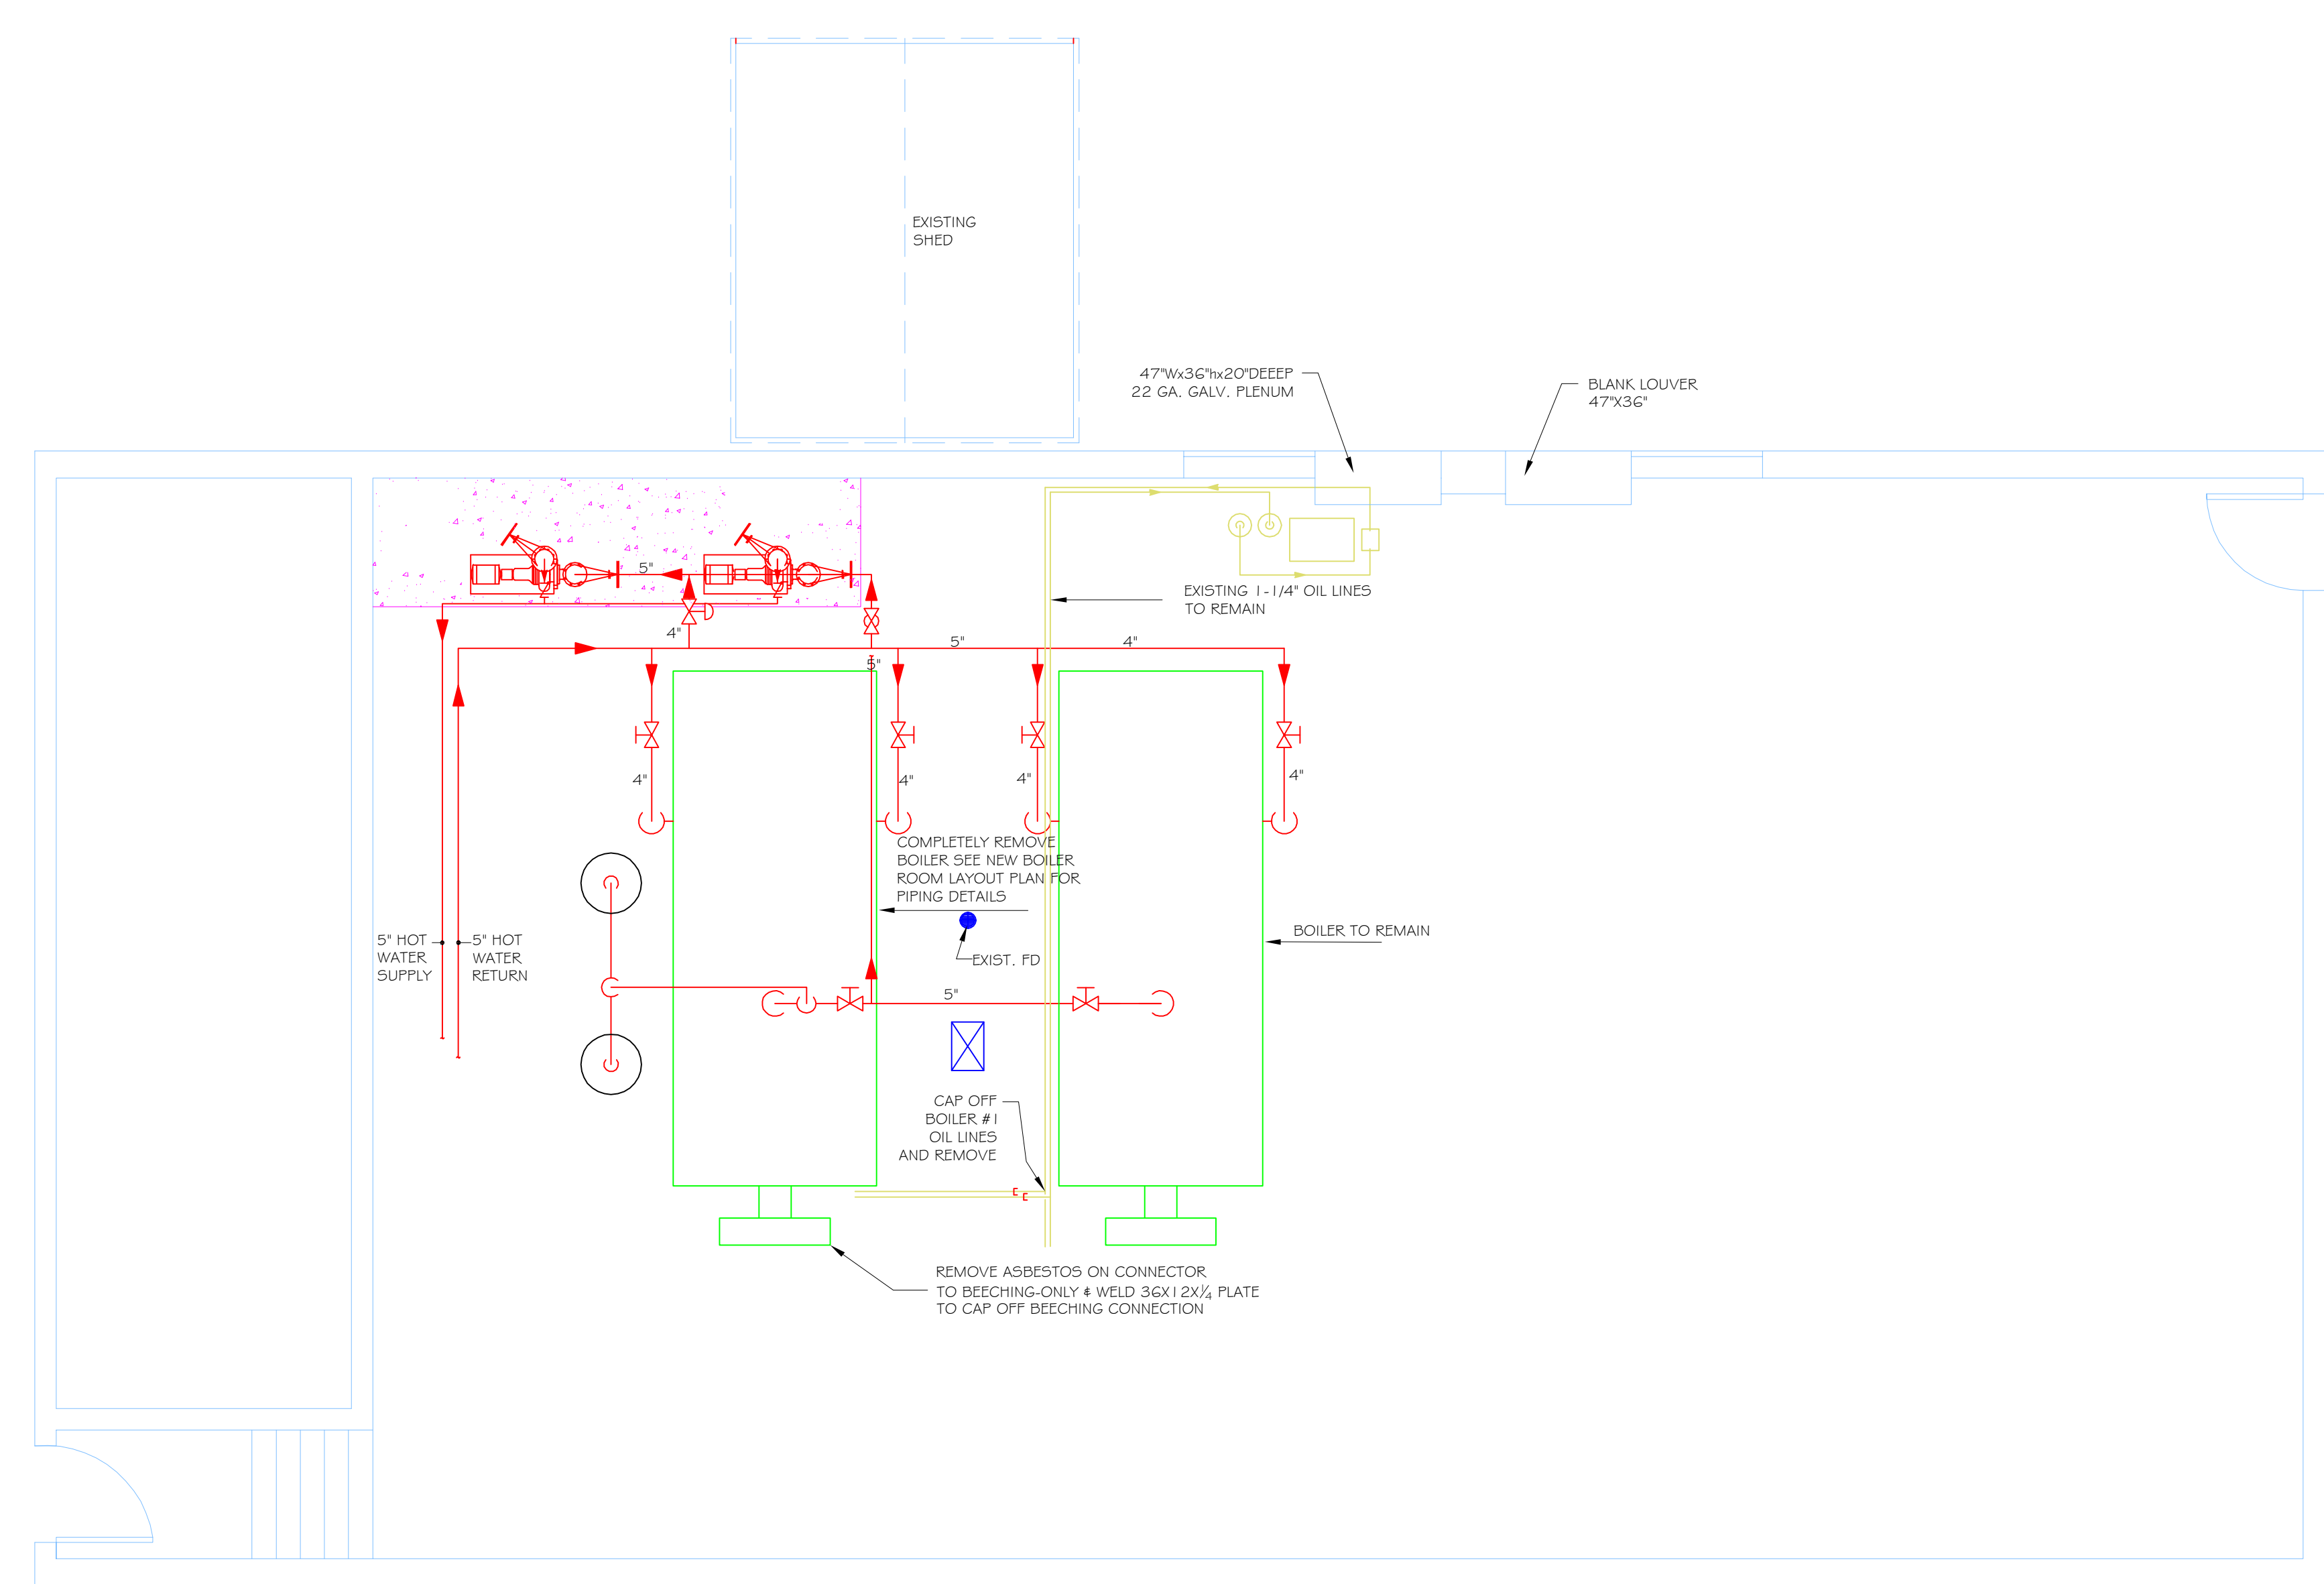 EXISTING
SHED
47"Wx36"hx20"DEEEP
22 GA. GALV. PLENUM
BLANK LOUVER
47"X36"
5"
EXISTING 1-1/4" OIL LINES
TO REMAIN
4"
5"
4"
5"
4"
4"
4"
4"
COMPLETELY REMOVE
BOILER SEE NEW BOILER
ROOM LAYOUT PLAN FOR
PIPING DETAILS
BOILER TO REMAIN
5" HOT
WATER
SUPPLY
5" HOT
WATER
RETURN
EXIST. FD
5"
CAP OFF
BOILER #1
OIL LINES
AND REMOVE
REMOVE ASBESTOS ON CONNECTOR
TO BEECHING-ONLY & WELD 36X12X1/4 PLATE
TO CAP OFF BEECHING CONNECTION